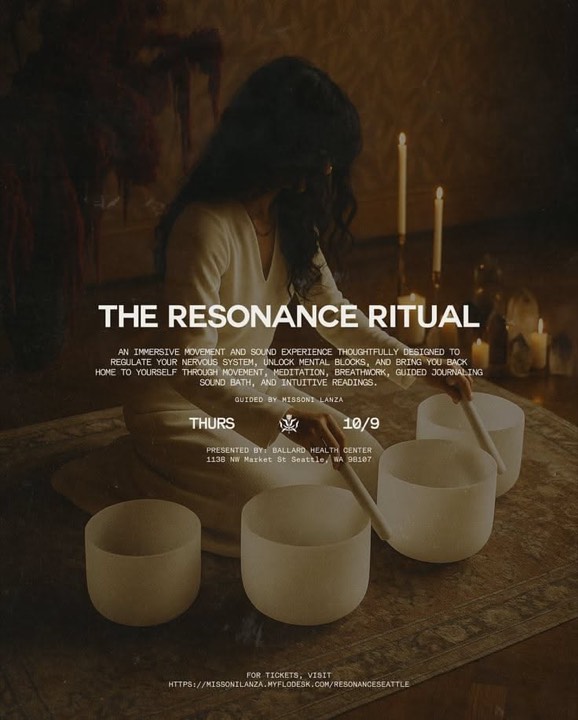 THE RESONANCE RITUAL
AN IMMERSIVE MOVEMENT AND SOUND EXPERIENCE THOUGHTFULLY DESIGNED TO
REGULATE YOUR NERVOUS SYSTEM, UNLOCK MENTAL BLOCKS, AND BRING YOU BACK
HOME TO YOURSELF THROUGH MOVEMENT, MEDITATION, BREATHWORK, GUIDED JOURNALING
SOUND BATH, AND INTUITIVE READINGS.
GUIDED BY MISSONI LANZA
THURS 10/9
PRESENTED BY: BALLARD HEALTH CENTER
1138 NW Market St Seattle, WA 98107
FOR TICKETS, VISIT
HTTPS://MISSONILANZA.MYFLODESK.COM/RESONANCESEATTLE